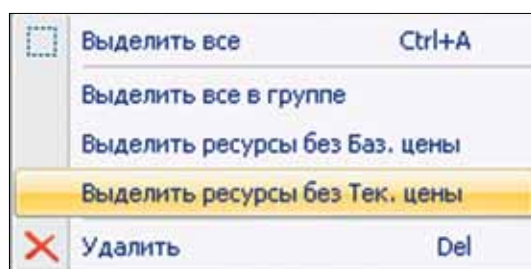 Выделить все Ctrl+A
Выделить все в группе
Выделить ресурсы без Баз. цены
Выделить ресурсы без Тек. цены
Удалить Del